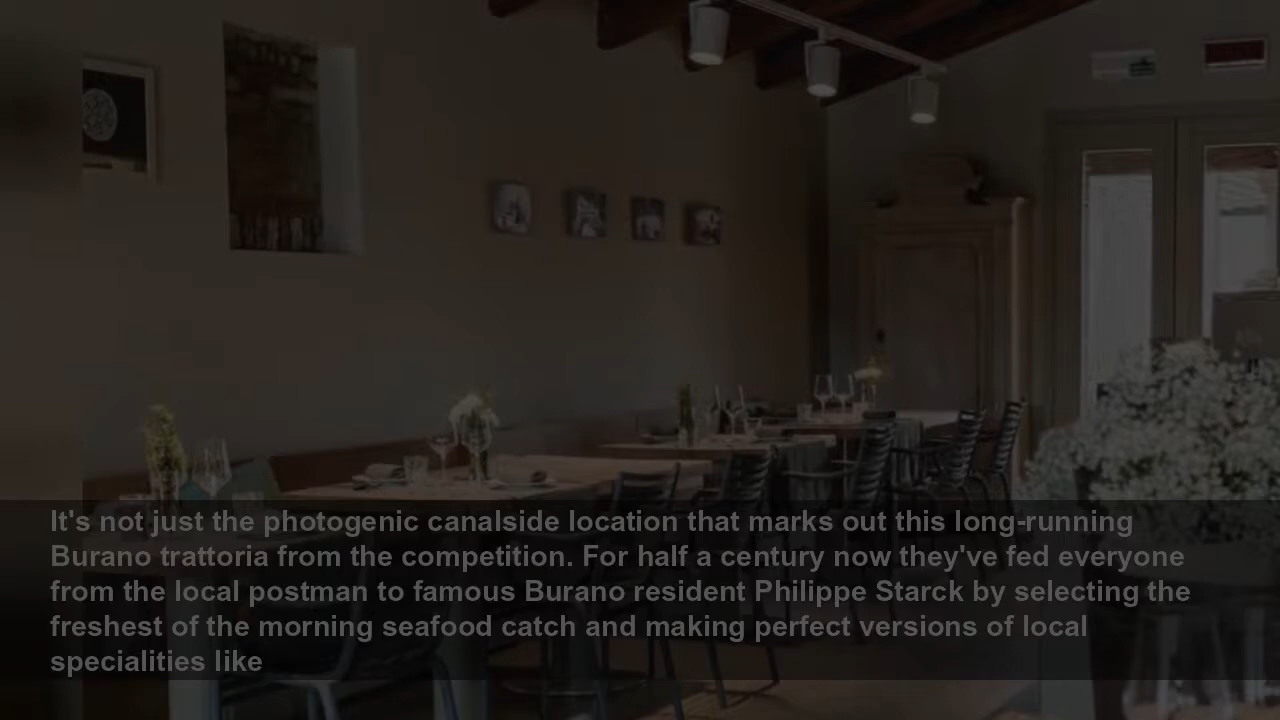 It's not just the photogenic canalside location that marks out this long-running
Burano trattoria from the competition. For half a century now they've fed everyone
from the local postman to famous Burano resident Philippe Starck by selecting the
freshest of the morning seafood catch and making perfect versions of local
specialities like